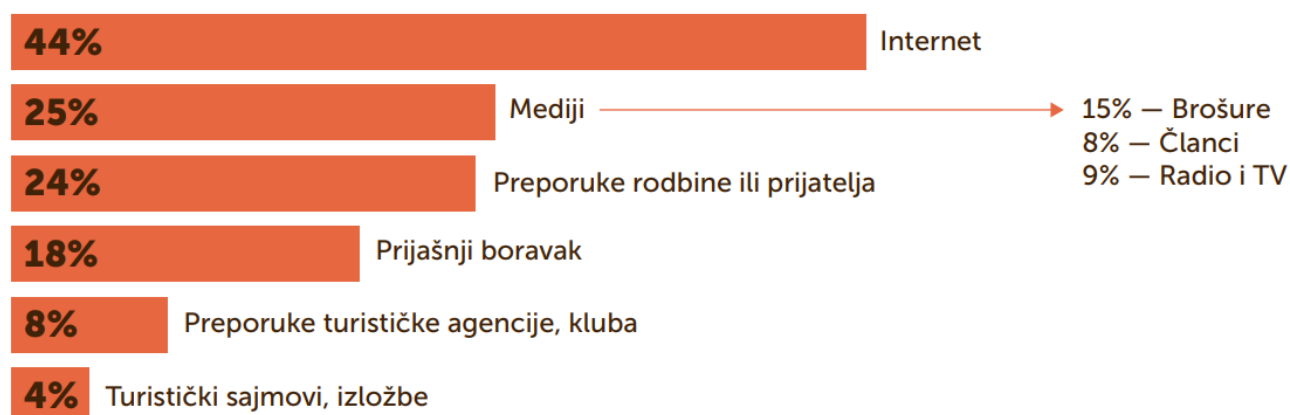 44% Internet
25% Mediji
15% — Brošure
8% — Članci
9% — Radio i TV
24% Preporuke rodbine ili prijatelja
18% Prijašnji boravak
8% Preporuke turističke agencije, kluba
4% Turistički sajmovi, izložbe